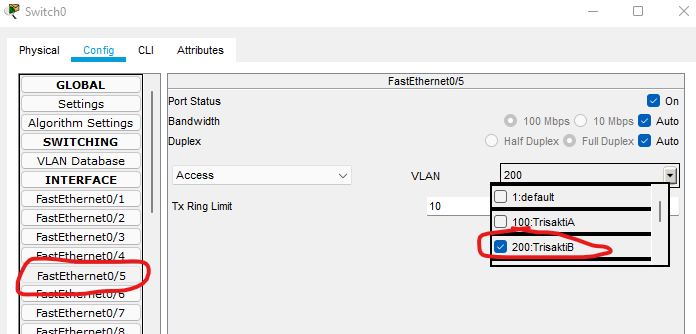 Switch0
Physical Config CLI Attributes
GLOBAL
Settings
Algorithm Settings
SWITCHING
VLAN Database
INTERFACE
FastEthernet0/1
FastEthernet0/2
FastEthernet0/3
FastEthernet0/4
FastEthernet0/5
FastEthernet0/6
FastEthernet0/7
FastEthernet0/8
FastEthernet0/5
Port Status On
Bandwidth 100 Mbps 10 Mbps Auto
Duplex Half Duplex Full Duplex Auto
Access VLAN 200
1:default
100:TrisaktiA
200:TrisaktiB
Tx Ring Limit 10